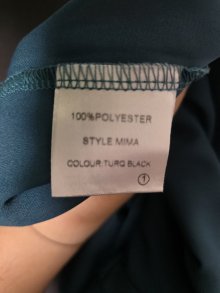 100%POLYESTER
STYLE MIMA
COLOUR:TURQ BLACK
1